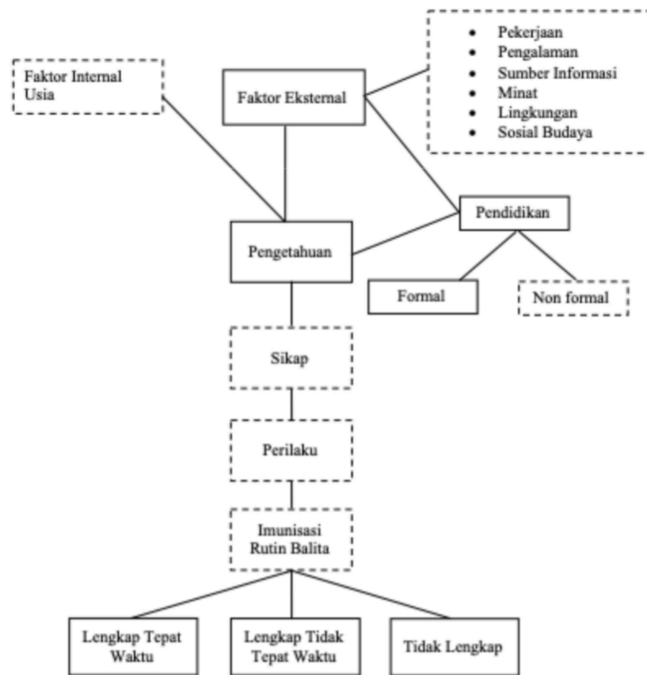 Faktor Internal
Usia
Faktor Eksternal
• Pekerjaan
• Pengalaman
• Sumber Informasi
• Minat
• Lingkungan
• Sosial Budaya
Pengetahuan
Pendidikan
Formal
Non formal
Sikap
Perilaku
Imunisasi
Rutin Balita
Lengkap Tepat
Waktu
Lengkap Tidak
Tepat Waktu
Tidak Lengkap